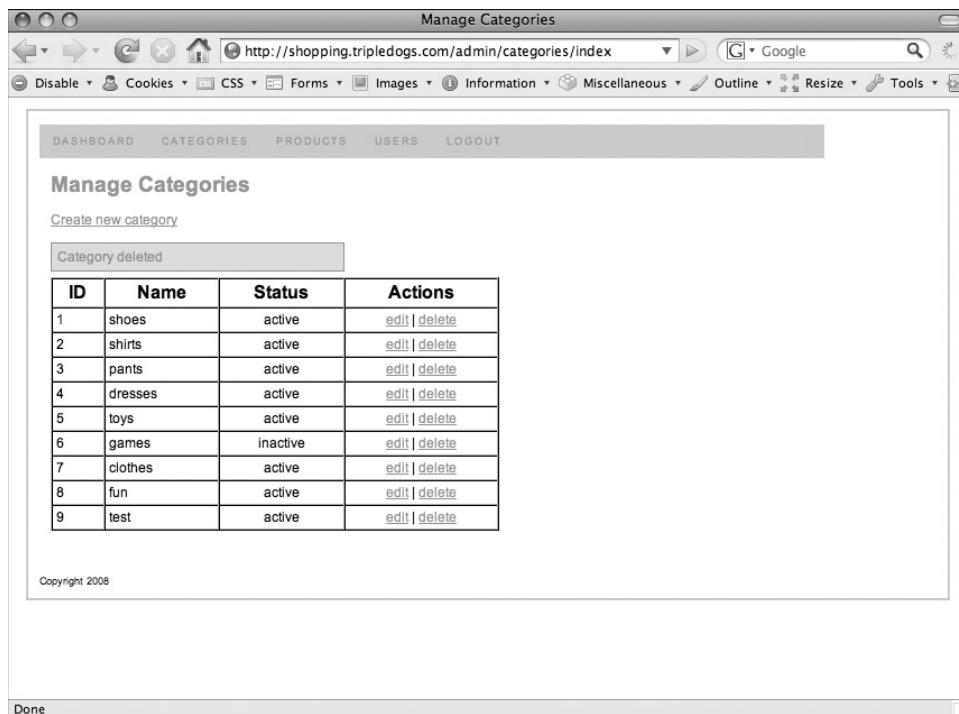 Manage Categories
http://shopping.tripledogs.com/admin/categories/index
G Google
Disable Cookies CSS Forms Images Information Miscellaneous Outline Resize Tools
DASHBOARD CATEGORIES PRODUCTS USERS LOGOUT
Manage Categories
Create new category
Category deleted
ID Name Status Actions
1 shoes active edit | delete
2 shirts active edit | delete
3 pants active edit | delete
4 dresses active edit | delete
5 toys active edit | delete
6 games inactive edit | delete
7 clothes active edit | delete
8 fun active edit | delete
9 test active edit | delete
Copyright 2008
Done